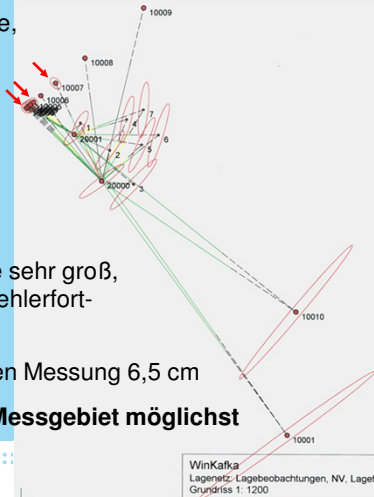 e,
10009
10008
10007
10006
7
4
1
6
20001
5
2
20000
3
e sehr groß,
ehlerfort-
10010
en Messung 6,5 cm
Messgebiet möglichst
10001
WinKafka
Lagenetz: Lagebeobachtungen, NV, Lagef
Grundriss 1: 1200